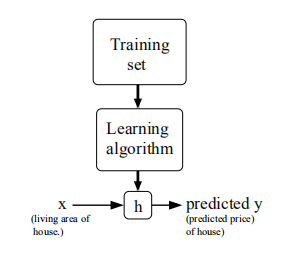 Training
set
Learning
algorithm
x
h
predicted y
(living area of
house.)
(predicted price)
of house)